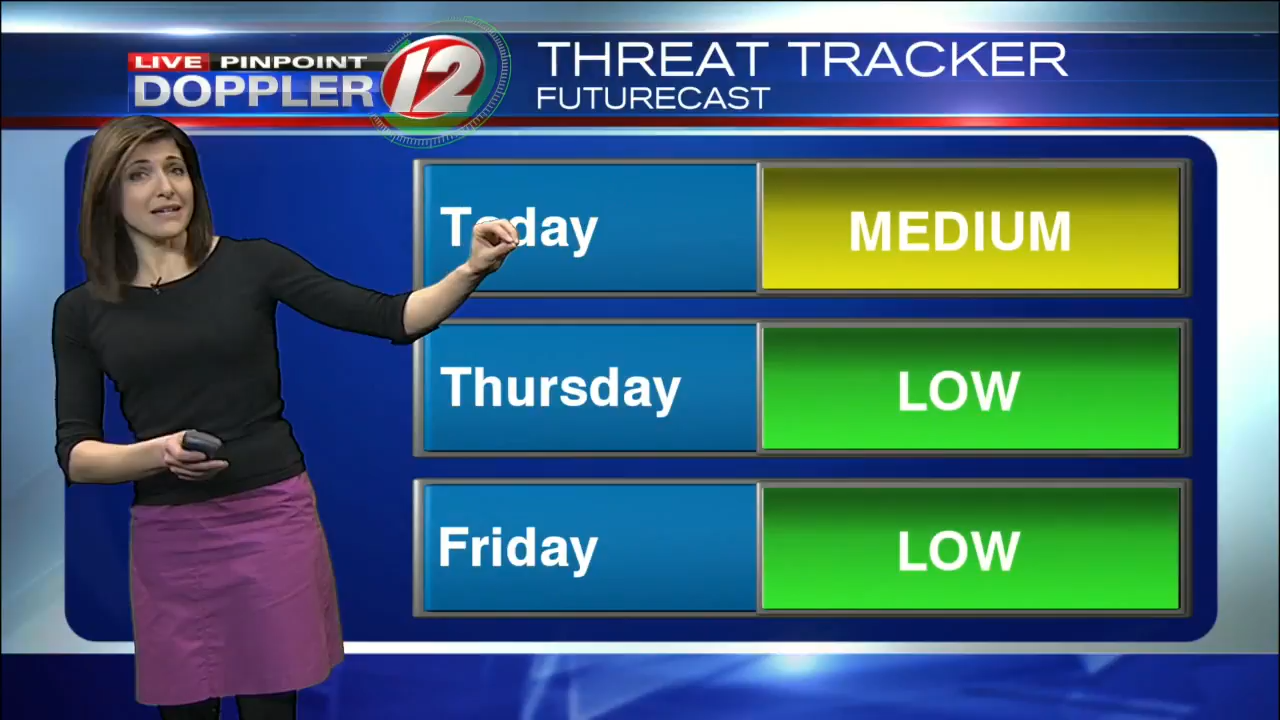 LIVE PINPOINT
DOPPLER 12
THREAT TRACKER
FUTURECAST
Today MEDIUM
Thursday LOW
Friday LOW